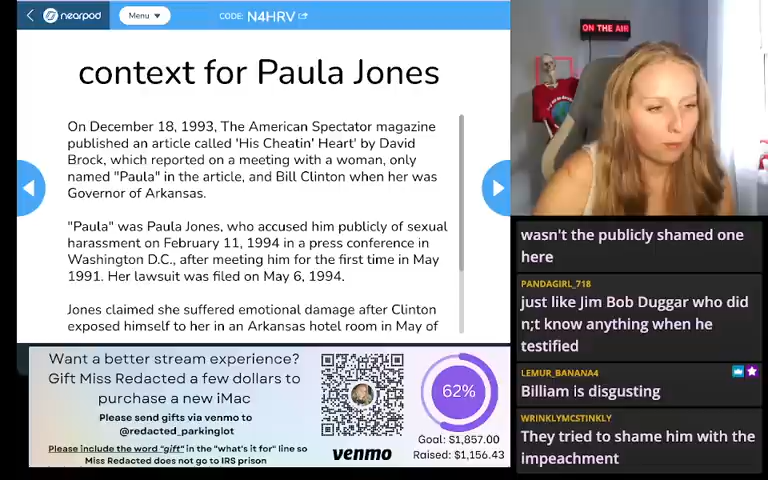 nearpod
Menu
CODE: N4HRV
ON THE AIR
context for Paula Jones
On December 18, 1993, The American Spectator magazine
published an article called 'His Cheatin' Heart' by David
Brock, which reported on a meeting with a woman, only
named "Paula" in the article, and Bill Clinton when her was
Governor of Arkansas.
"Paula" was Paula Jones, who accused him publicly of sexual
harassment on February 11, 1994 in a press conference in
Washington D.C., after meeting him for the first time in May
1991. Her lawsuit was filed on May 6, 1994.
Jones claimed she suffered emotional damage after Clinton
exposed himself to her in an Arkansas hotel room in May of
wasn't the publicly shamed one
here
PANDAGIRL_718
just like Jim Bob Duggar who did
n;t know anything when he
testified
LEMUR_BANANA4
Billiam is disgusting
WRINKLYMCSTINKLY
They tried to shame him with the
impeachment
Want a better stream experience?
Gift Miss Redacted a few dollars to
purchase a new iMac
Please send gifts via venmo to
@redacted_parkinglot
Please include the word "gift" in the "what's it for" line so
Miss Redacted does not go to IRS prison
venmo
62%
Goal: $1,857.00
Raised: $1,156.43